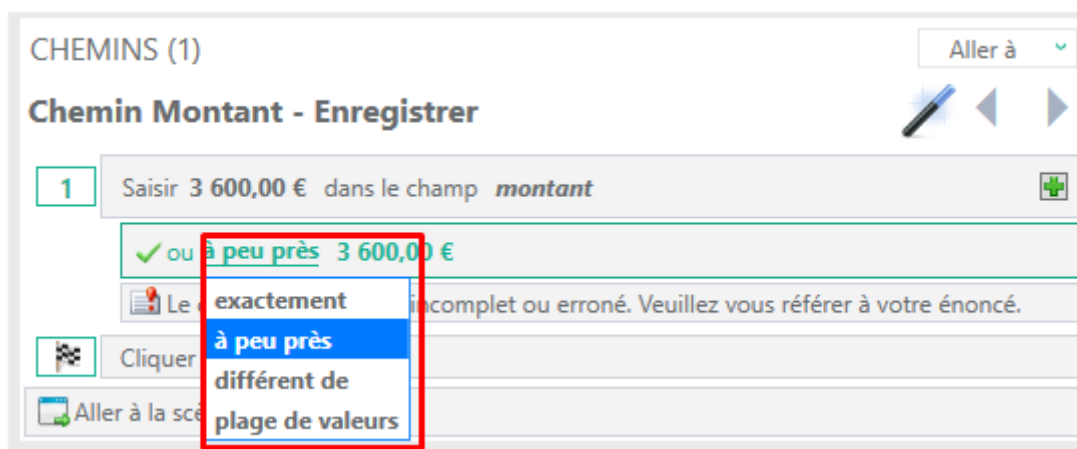 CHEMINS (1)
Aller à
Chemin Montant - Enregistrer
1 Saisir 3 600,00 € dans le champ montant
ou à peu près 3 600,00 €
exactement
Le incomplet ou erroné. Veuillez vous référer à votre énoncé.
à peu près
Cliquer
différent de
Aller à la
plage de valeurs